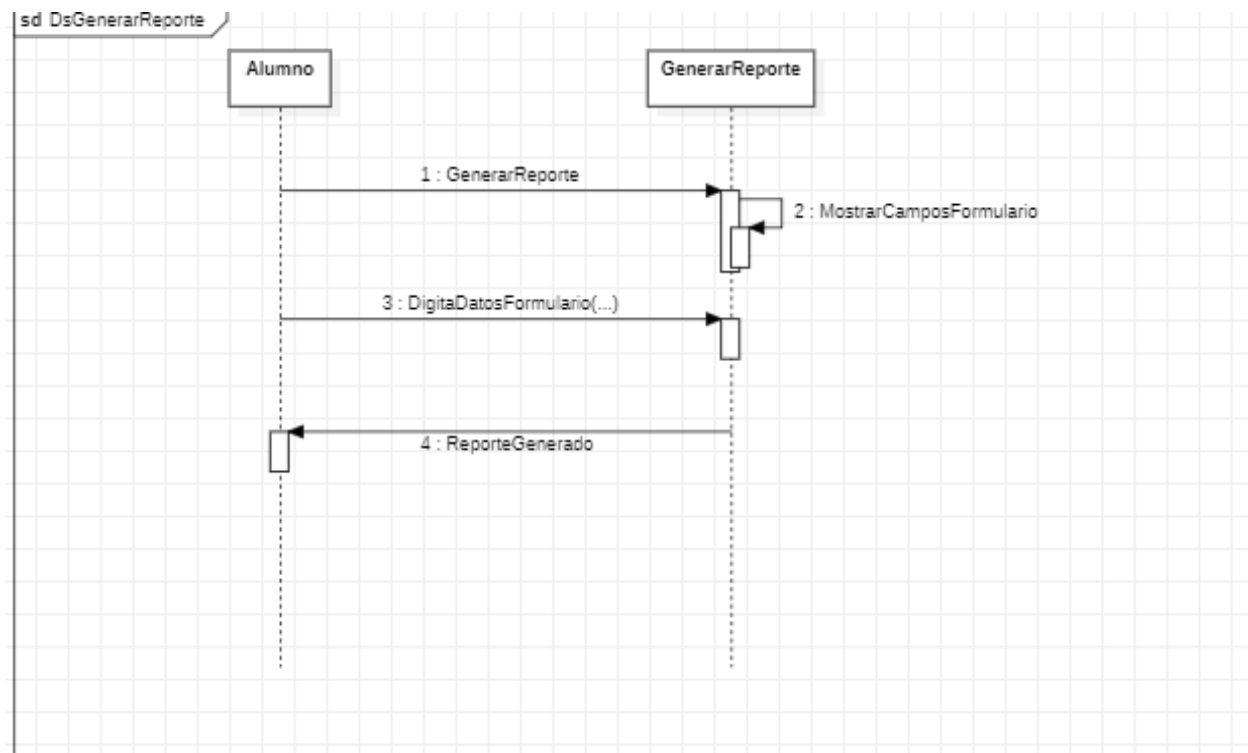 sd DsGenerarReporte
Alumno
GenerarReporte
1 : GenerarReporte
2 : MostrarCamposFormulario
3 : DigitaDatosFormulario(...)
4 : ReporteGenerado